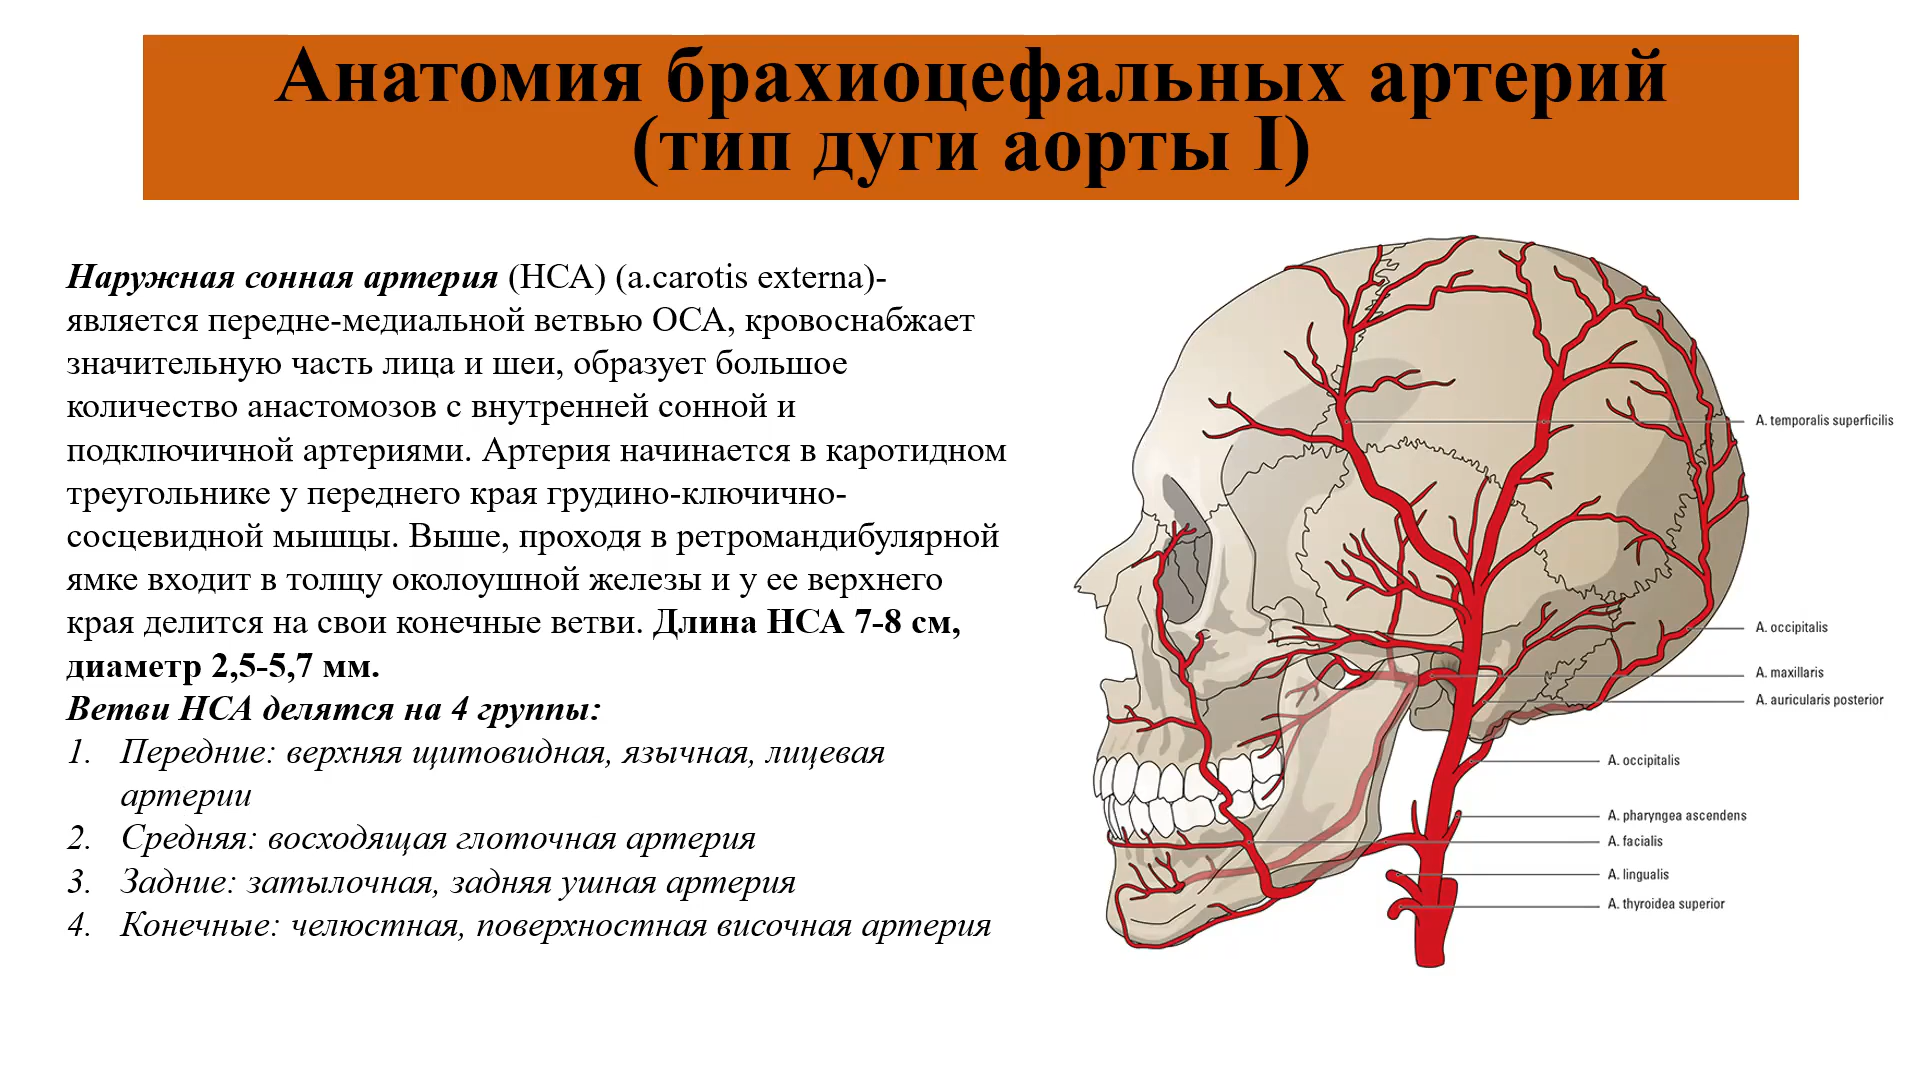 Анатомия брахиоцефальных артерий
(тип дуги аорты I)
Наружная сонная артерия (НСА) (a.carotis externa)-
является передне-медиальной ветвью ОСА, кровоснабжает
значительную часть лица и шеи, образует большое
количество анастомозов с внутренней сонной и
подключичной артериями. Артерия начинается в каротидном
треугольнике у переднего края грудино-ключично-
сосцевидной мышцы. Выше, проходя в ретромандибулярной
ямке входит в толщу околоушной железы и у ее верхнего
края делится на свои конечные ветви. Длина НСА 7-8 см,
диаметр 2,5-5,7 мм.
Ветви НСА делятся на 4 группы:
1. Передние: верхняя щитовидная, язычная, лицевая
артерии
2. Средняя: восходящая глоточная артерия
3. Задние: затылочная, задняя ушная артерия
4. Конечные: челюстная, поверхностная височная артерия
A. temporalis superficilis
A. occipitalis
A. maxillaris
A. auricularis posterior
A. occipitalis
A. pharyngea ascendens
A. facialis
A. lingualis
A. thyroidea superior